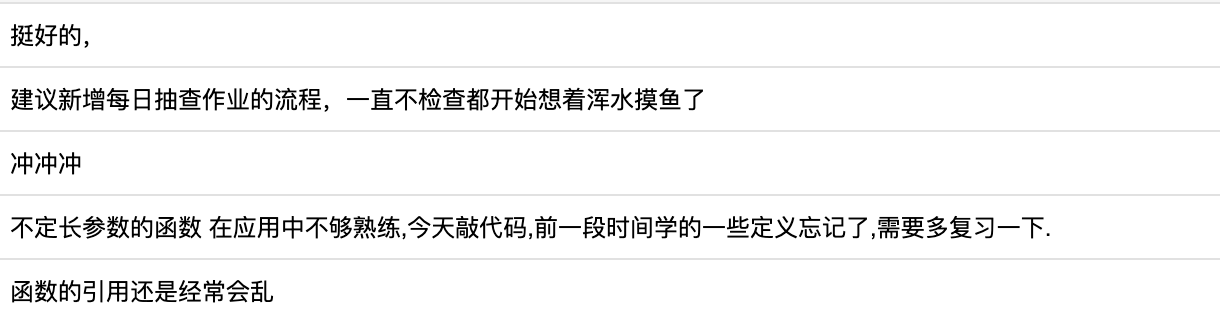 挺好的，
建议新增每日抽查作业的流程，一直不检查都开始想着浑水摸鱼了
冲冲冲
不定长参数的函数 在应用中不够熟练,今天敲代码,前一段时间学的一些定义忘记了,需要多复习一下.
函数的引用还是经常会乱